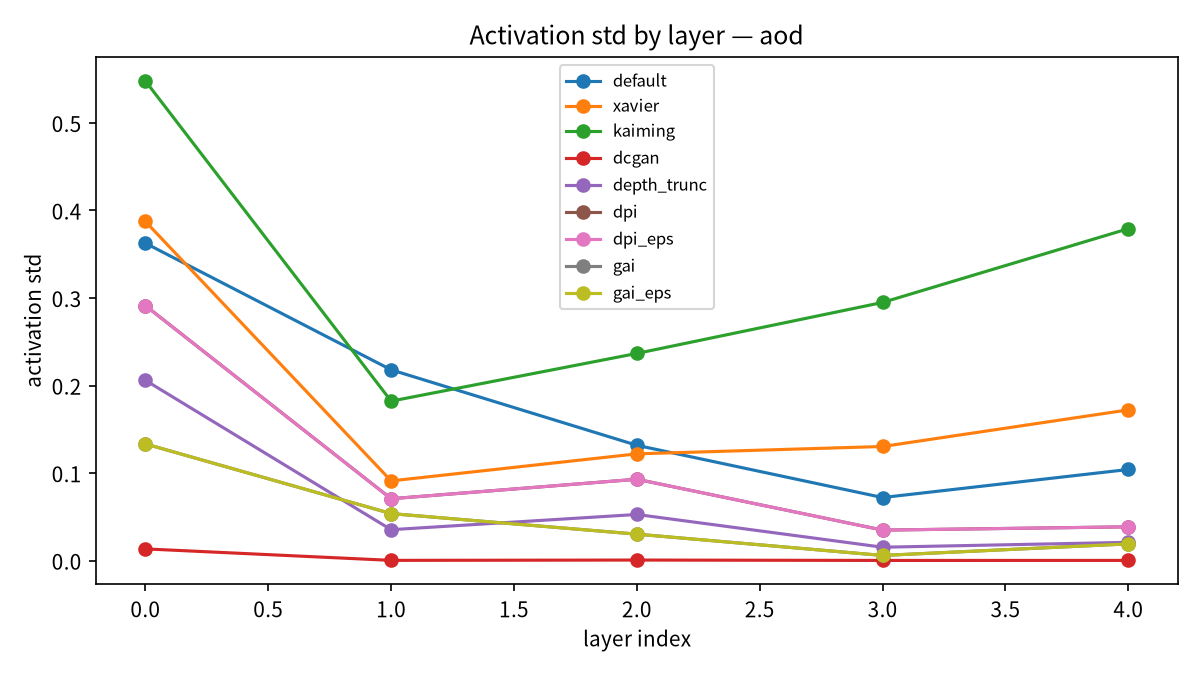 Activation std by layer — aod
default
xavier
kaiming
dcgan
depth_trunc
dpi
dpi_eps
gai
gai_eps
activation std
0.5
0.4
0.3
0.2
0.1
0.0
0.0 0.5 1.0 1.5 2.0 2.5 3.0 3.5 4.0
layer index